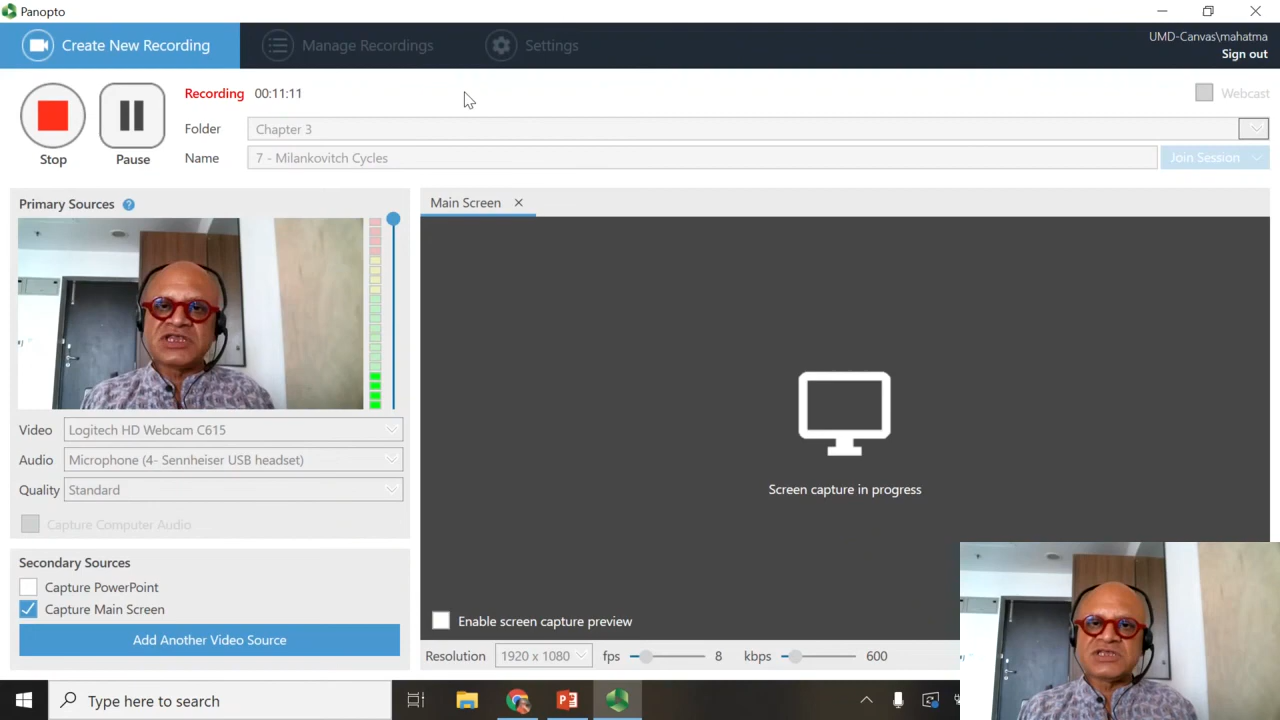 Panopto
Create New Recording
Manage Recordings
Settings
UMD-Canvas\mahatma
Sign out
Recording 00:11:11
Webcast
Folder
Chapter 3
Name
7 - Milankovitch Cycles
Join Session
Stop
Pause
Primary Sources ?
Main Screen
Video
Logitech HD Webcam C615
Audio
Microphone (4- Sennheiser USB headset)
Quality
Standard
Capture Computer Audio
Screen capture in progress
Secondary Sources
Capture PowerPoint
Capture Main Screen
Add Another Video Source
Enable screen capture preview
Resolution 1920 x 1080 fps 8 kbps 600
Type here to search